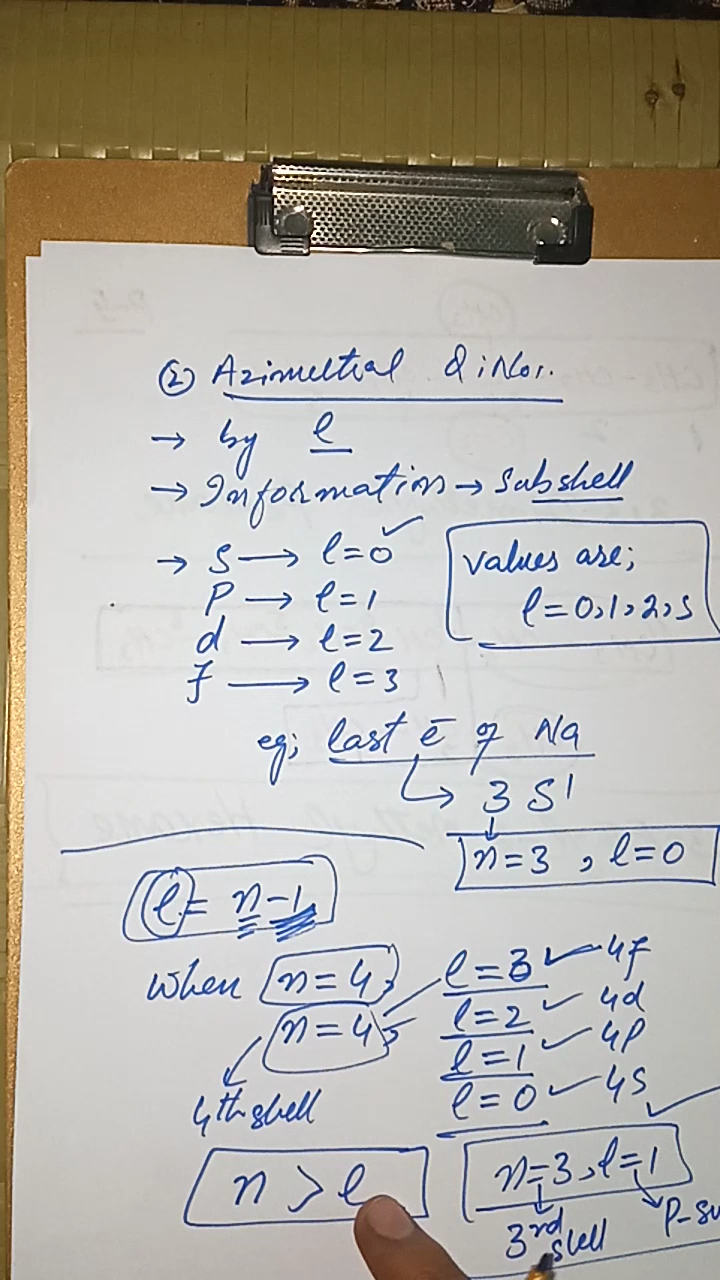 ② Azimuthal Q.No.
→ by l
→ Information → Subshell
→ S → l=0 ✓
P → l=1
d → l=2
f → l=3
values are;
l=0,1,2,3
eg; last e⁻ of Na
↳ 3S¹
n=3, l=0
l = n-1
when n=4,
n=4
4th shell
l=3 ✓ 4f
l=2 ✓ 4d
l=1 ✓ 4p
l=0 ✓ 4s
n > l
n=3, l=1
3rd shell